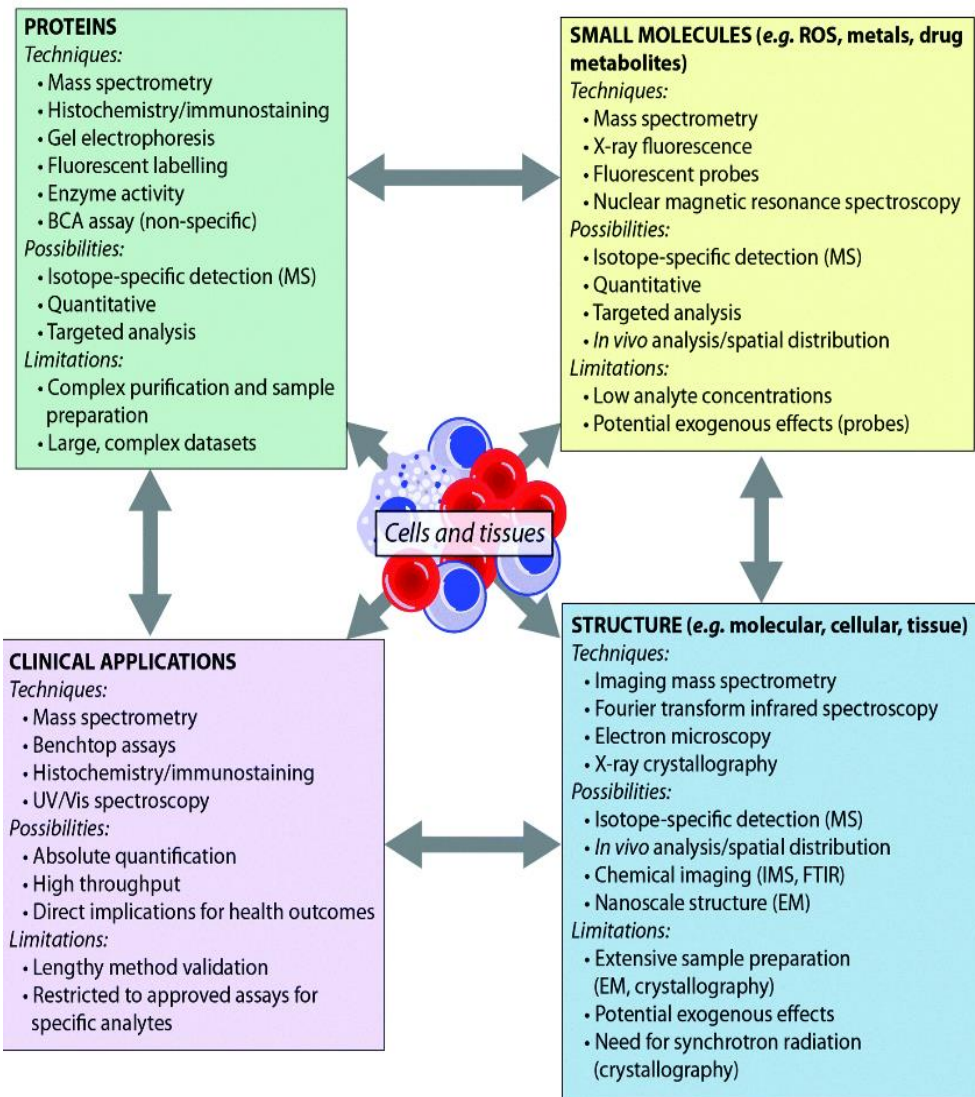 PROTEINS
Techniques:
• Mass spectrometry
• Histochemistry/immunostaining
• Gel electrophoresis
• Fluorescent labelling
• Enzyme activity
• BCA assay (non-specific)
Possibilities:
• Isotope-specific detection (MS)
• Quantitative
• Targeted analysis
Limitations:
• Complex purification and sample
preparation
• Large, complex datasets
SMALL MOLECULES (e.g. ROS, metals, drug
metabolites)
Techniques:
• Mass spectrometry
• X-ray fluorescence
• Fluorescent probes
• Nuclear magnetic resonance spectroscopy
Possibilities:
• Isotope-specific detection (MS)
• Quantitative
• Targeted analysis
• In vivo analysis/spatial distribution
Limitations:
• Low analyte concentrations
• Potential exogenous effects (probes)
Cells and tissues
CLINICAL APPLICATIONS
Techniques:
• Mass spectrometry
• Benchtop assays
• Histochemistry/immunostaining
• UV/Vis spectroscopy
Possibilities:
• Absolute quantification
• High throughput
• Direct implications for health outcomes
Limitations:
• Lengthy method validation
• Restricted to approved assays for
specific analytes
STRUCTURE (e.g. molecular, cellular, tissue)
Techniques:
• Imaging mass spectrometry
• Fourier transform infrared spectroscopy
• Electron microscopy
• X-ray crystallography
Possibilities:
• Isotope-specific detection (MS)
• In vivo analysis/spatial distribution
• Chemical imaging (IMS, FTIR)
• Nanoscale structure (EM)
Limitations:
• Extensive sample preparation
(EM, crystallography)
• Potential exogenous effects
• Need for synchrotron radiation
(crystallography)